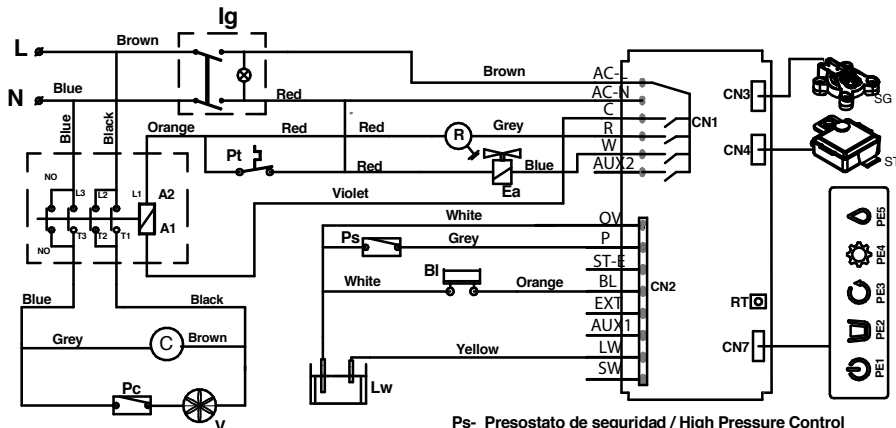 Ig
L
Brown
N
Blue
Red
Brown
AC-L
AC-N
C
R
W
AUX2
CN1
CN3
SG
CN4
ST
Blue
Black
Orange
Red
Red
R
Grey
Pt
Red
Blue
Ea
Violet
NO
L3
L2
L1
A2
A1
NO
T3
T2
T1
White
OV
Ps
Grey
P
ST-E
CN2
Bl
White
Orange
BL
EXT
AUX1
Yellow
LW
SW
Lw
RT
CN7
PE5
PE4
PE3
PE2
PE1
Blue
Black
Grey
C
Brown
Pc
V
Ps- Presostato de seguridad / High Pressure Control